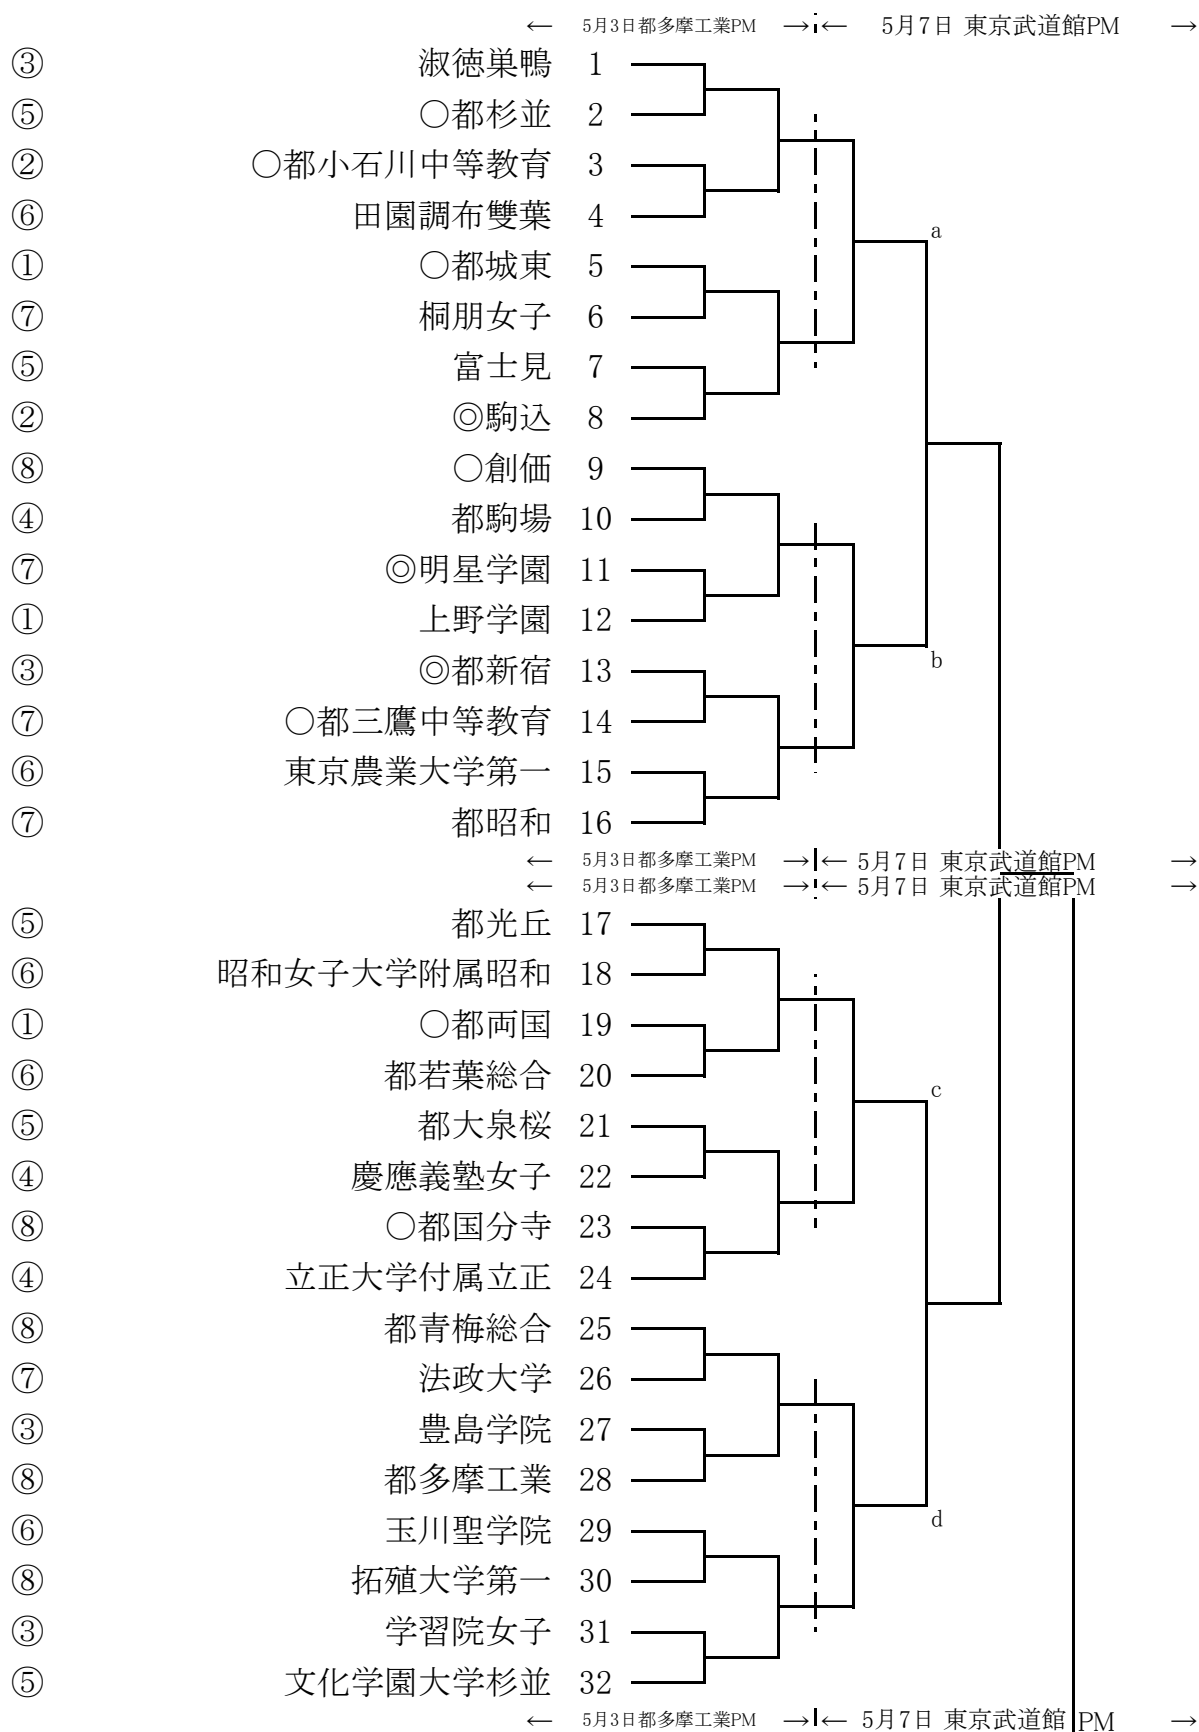 ← 5月3日都多摩工業PM → ← 5月7日 東京武道館PM →
③ 淑徳巣鴨 1
⑤ ○都杉並 2
② ○都小石川中等教育 3
⑥ 田園調布雙葉 4
a
① ○都城東 5
⑦ 桐朋女子 6
⑤ 富士見 7
② ◎駒込 8
⑧ ○創価 9
④ 都駒場 10
⑦ ◎明星学園 11
① 上野学園 12
b
③ ◎都新宿 13
⑦ ○都三鷹中等教育 14
⑥ 東京農業大学第一 15
⑦ 都昭和 16
← 5月3日都多摩工業PM → ← 5月7日 東京武道館PM →
← 5月3日都多摩工業PM → ← 5月7日 東京武道館PM →
⑤ 都光丘 17
⑥ 昭和女子大学附属昭和 18
① ○都両国 19
⑥ 都若葉総合 20
c
⑤ 都大泉桜 21
④ 慶應義塾女子 22
⑧ ○都国分寺 23
④ 立正大学付属立正 24
⑧ 都青梅総合 25
⑦ 法政大学 26
③ 豊島学院 27
⑧ 都多摩工業 28
d
⑥ 玉川聖学院 29
⑧ 拓殖大学第一 30
③ 学習院女子 31
⑤ 文化学園大学杉並 32
← 5月3日都多摩工業PM → ← 5月7日 東京武道館 PM →